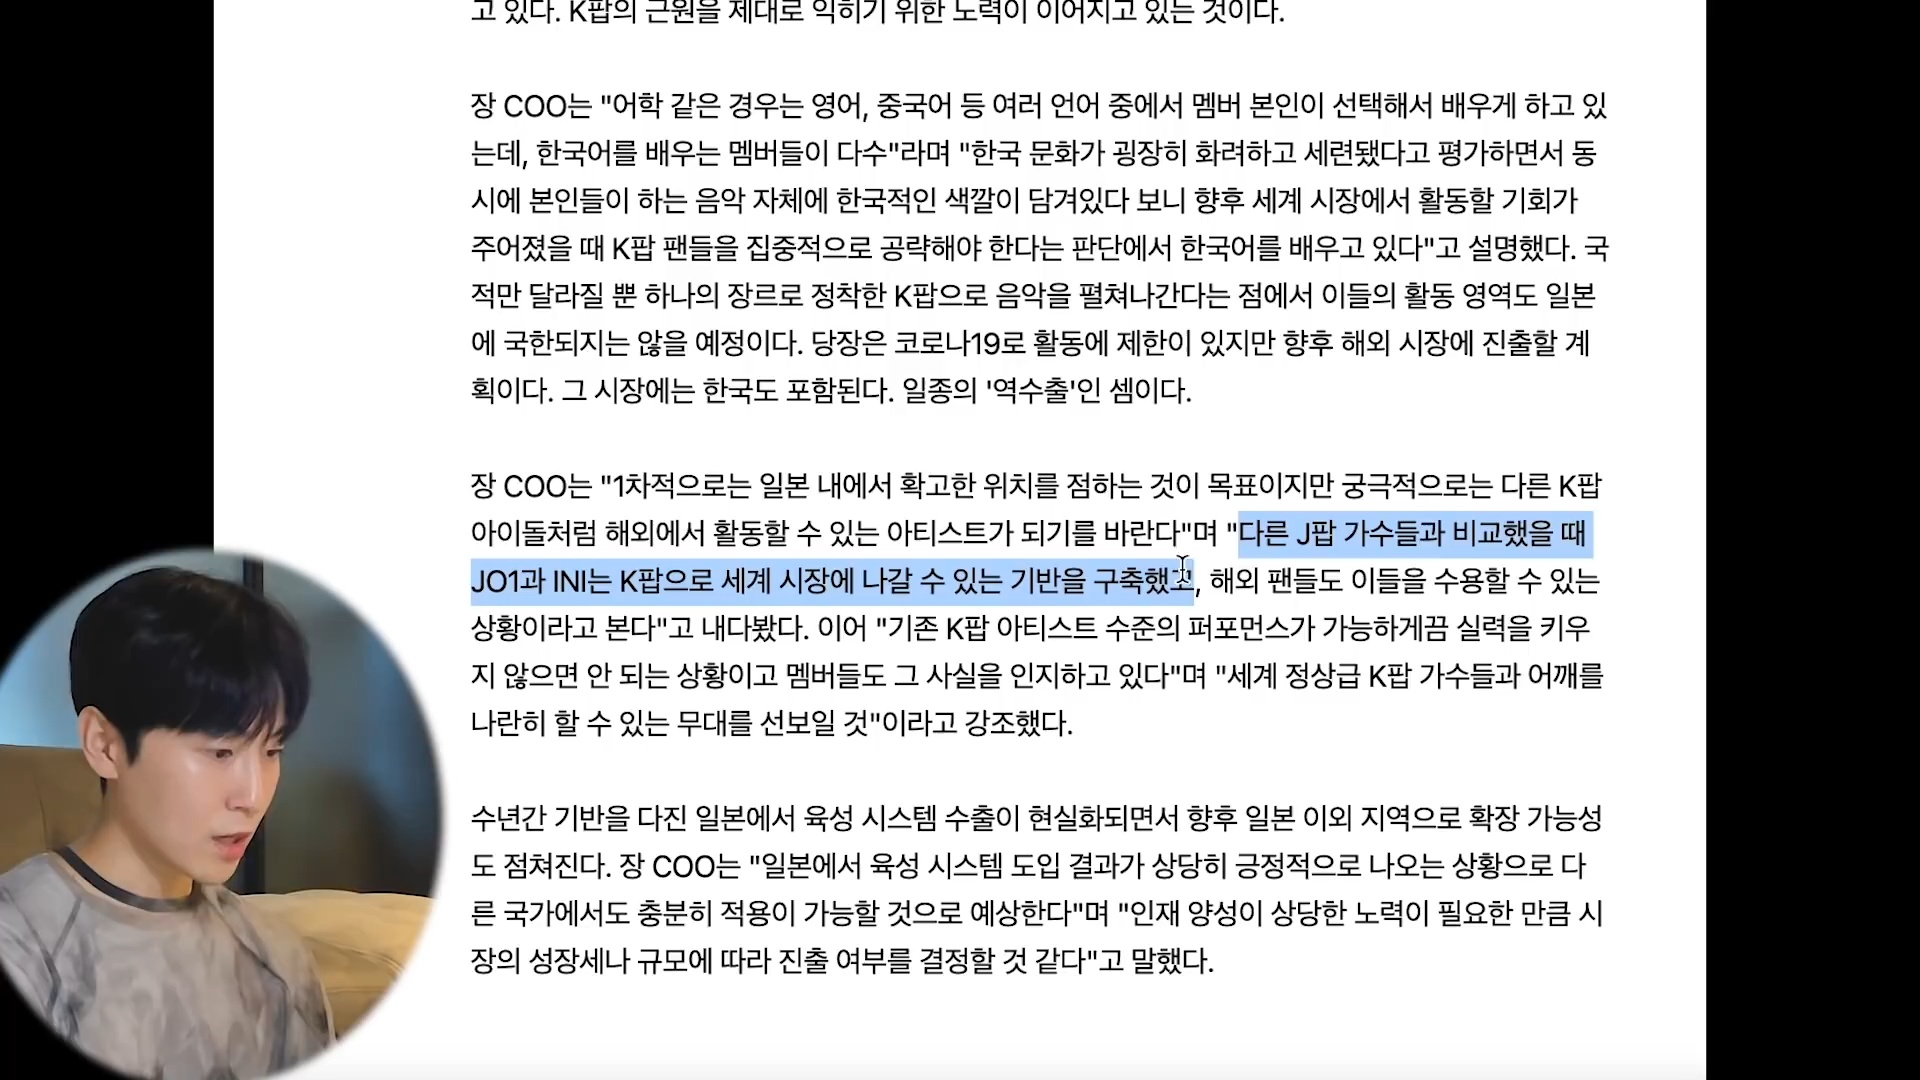 고 있다. K팝의 근원을 제대로 익히기 위한 노력이 이어지고 있는 것이다.
장 COO는 "어학 같은 경우는 영어, 중국어 등 여러 언어 중에서 멤버 본인이 선택해서 배우게 하고 있
는데, 한국어를 배우는 멤버들이 다수"라며 "한국 문화가 굉장히 화려하고 세련됐다고 평가하면서 동
시에 본인들이 하는 음악 자체에 한국적인 색깔이 담겨있다 보니 향후 세계 시장에서 활동할 기회가
주어졌을 때 K팝 팬들을 집중적으로 공략해야 한다는 판단에서 한국어를 배우고 있다"고 설명했다. 국
적만 달라질 뿐 하나의 장르로 정착한 K팝으로 음악을 펼쳐나간다는 점에서 이들의 활동 영역도 일본
에 국한되지는 않을 예정이다. 당장은 코로나19로 활동에 제한이 있지만 향후 해외 시장에 진출할 계
획이다. 그 시장에는 한국도 포함된다. 일종의 '역수출'인 셈이다.
장 COO는 "1차적으로는 일본 내에서 확고한 위치를 점하는 것이 목표이지만 궁극적으로는 다른 K팝
아이돌처럼 해외에서 활동할 수 있는 아티스트가 되기를 바란다"며 "다른 J팝 가수들과 비교했을 때
JO1과 INI는 K팝으로 세계 시장에 나갈 수 있는 기반을 구축했고, 해외 팬들도 이들을 수용할 수 있는
상황이라고 본다"고 내다봤다. 이어 "기존 K팝 아티스트 수준의 퍼포먼스가 가능하게끔 실력을 키우
지 않으면 안 되는 상황이고 멤버들도 그 사실을 인지하고 있다"며 "세계 정상급 K팝 가수들과 어깨를
나란히 할 수 있는 무대를 선보일 것"이라고 강조했다.
수년간 기반을 다진 일본에서 육성 시스템 수출이 현실화되면서 향후 일본 이외 지역으로 확장 가능성
도 점쳐진다. 장 COO는 "일본에서 육성 시스템 도입 결과가 상당히 긍정적으로 나오는 상황으로 다
른 국가에서도 충분히 적용이 가능할 것으로 예상한다"며 "인재 양성이 상당한 노력이 필요한 만큼 시
장의 성장세나 규모에 따라 진출 여부를 결정할 것 같다"고 말했다.